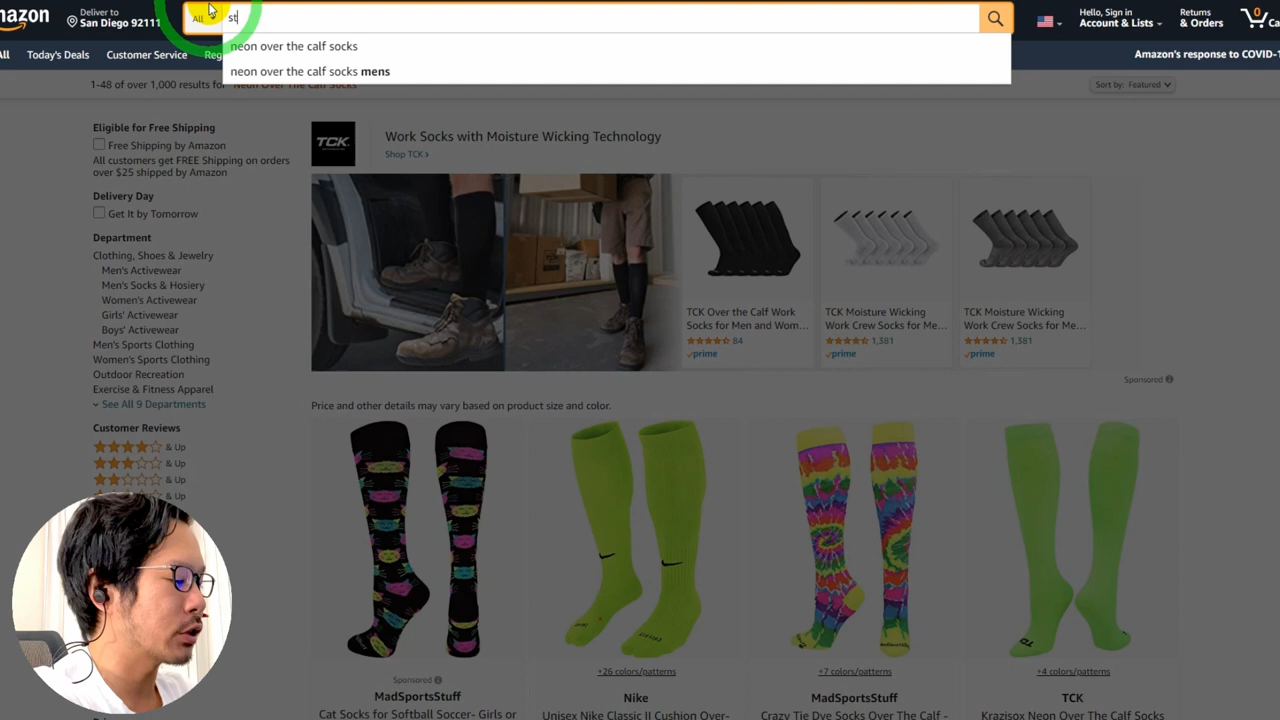 mazon
Deliver to
San Diego 92111
All
st
Hello, Sign in
Account & Lists
Returns
& Orders
0
Ca
neon over the calf socks
neon over the calf socks mens
All
Today's Deals
Customer Service
Reg
Amazon's response to COVID-1
1-48 of over 1,000 results for "Neon Over The Calf Socks"
Sort by: Featured
Eligible for Free Shipping
Free Shipping by Amazon
All customers get FREE Shipping on orders
over $25 shipped by Amazon
Delivery Day
Get It by Tomorrow
Department
Clothing, Shoes & Jewelry
Men's Activewear
Men's Socks & Hosiery
Women's Activewear
Girls' Activewear
Boys' Activewear
Men's Sports Clothing
Women's Sports Clothing
Outdoor Recreation
Exercise & Fitness Apparel
See All 9 Departments
Customer Reviews
& Up
& Up
& Up
& Up
TCK.
Work Socks with Moisture Wicking Technology
Shop TCK ›
TCK Over the Calf Work
Socks for Men and Wom…
84
prime
TCK Moisture Wicking
Work Crew Socks for Me…
1,381
prime
TCK Moisture Wicking
Work Crew Socks for Me…
1,381
prime
Sponsored
Price and other details may vary based on product size and color.
Sponsored
MadSportsStuff
Cat Socks for Softball Soccer- Girls or
+26 colors/patterns
Nike
Unisex Nike Classic II Cushion Over-
+7 colors/patterns
MadSportsStuff
Crazy Tie Dye Socks Over The Calf -
TCK
+4 colors/patterns
TCK
Krazisox Neon Over The Calf Socks